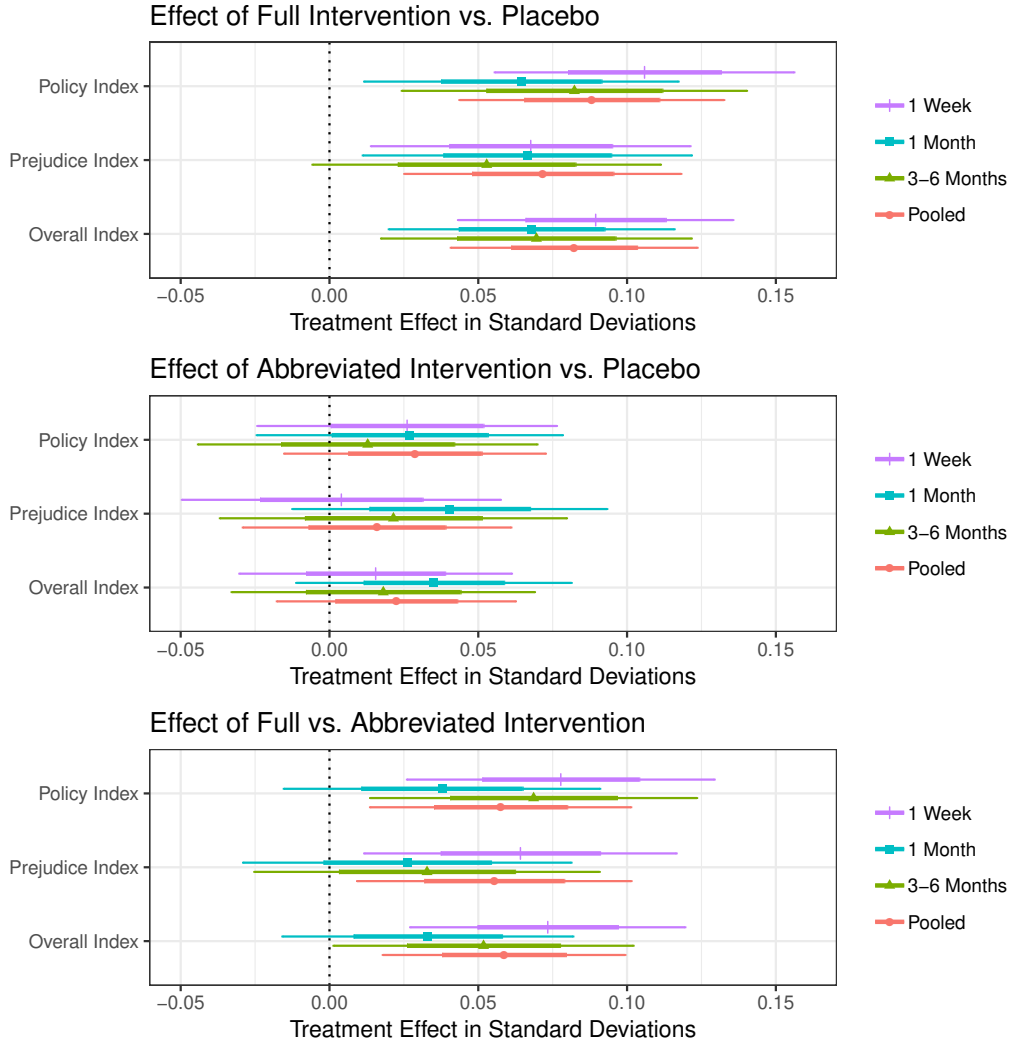 Effect of Full Intervention vs. Placebo
Policy Index
Prejudice Index
Overall Index
−0.05 0.00 0.05 0.10 0.15
Treatment Effect in Standard Deviations
1 Week
1 Month
3−6 Months
Pooled
Effect of Abbreviated Intervention vs. Placebo
Policy Index
Prejudice Index
Overall Index
−0.05 0.00 0.05 0.10 0.15
Treatment Effect in Standard Deviations
1 Week
1 Month
3−6 Months
Pooled
Effect of Full vs. Abbreviated Intervention
Policy Index
Prejudice Index
Overall Index
−0.05 0.00 0.05 0.10 0.15
Treatment Effect in Standard Deviations
1 Week
1 Month
3−6 Months
Pooled